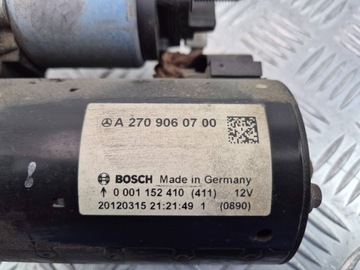 A 270 906 07 00
BOSCH Made in Germany
0 001 152 410 (411) 12V
20120315 21:21:49 1 (0890)